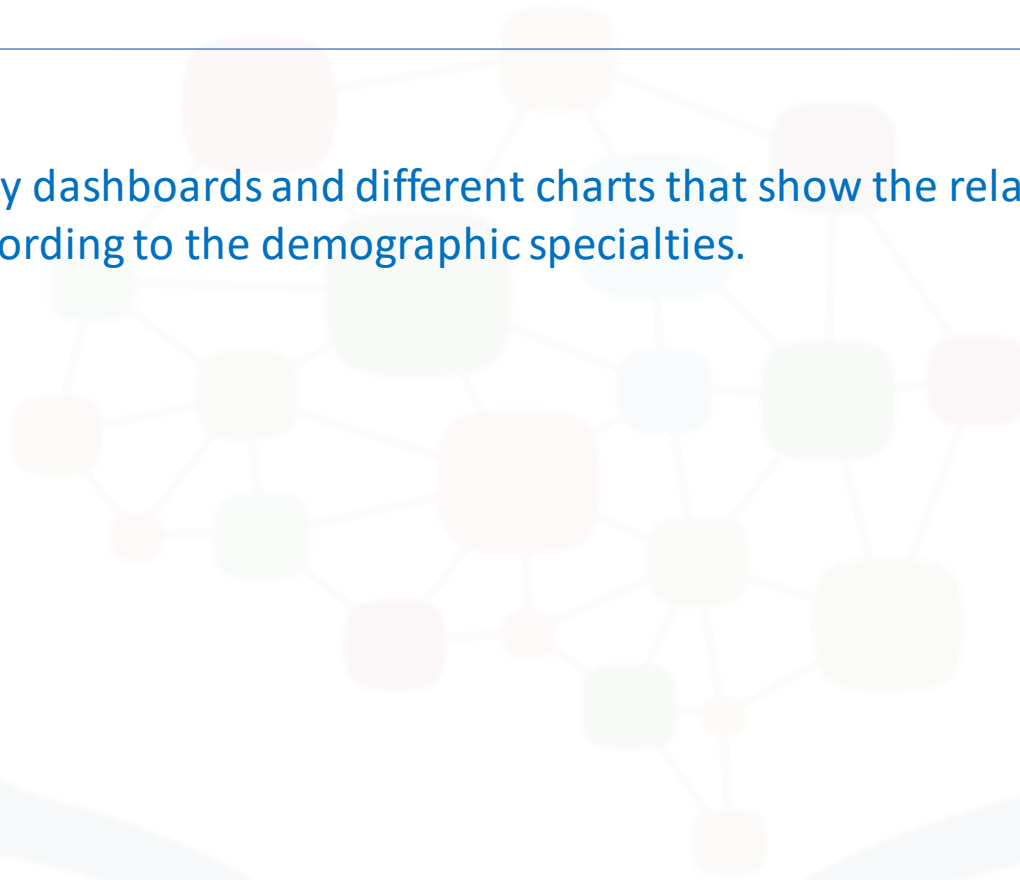 y dashboards and different charts that show the rela
ording to the demographic specialties.